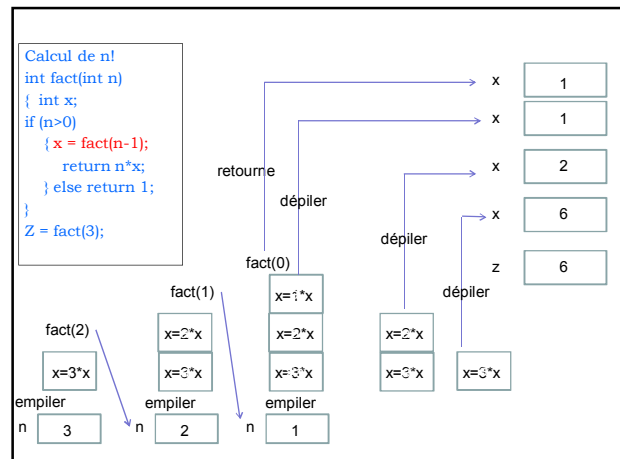 Calcul de n!
int fact(int n)
{ int x;
if (n>0)
{ x = fact(n-1);
return n*x;
} else return 1;
}
Z = fact(3);
x 1
x 1
x 2
x 6
z 6
retourne
dépiler
dépiler
dépiler
fact(0)
fact(1)
fact(2)
x=1*x
x=2*x
x=3*x
x=2*x
x=3*x
x=3*x
x=2*x
x=3*x
x=3*x
empiler
empiler
empiler
n 3
n 2
n 1